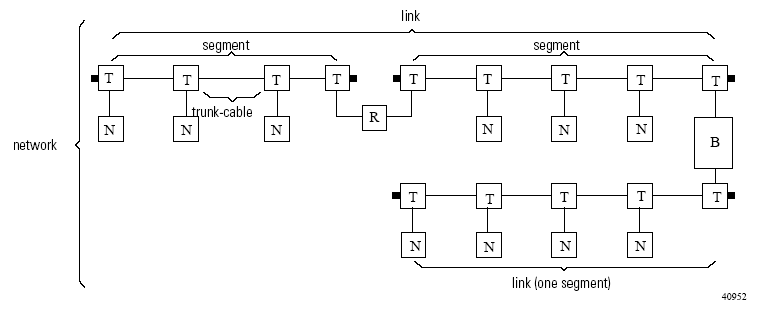 link
segment segment
T T T T T T T T T
trunk-cable
N N N R N N N B
network
T T T T T
N N N N
link (one segment)
40952